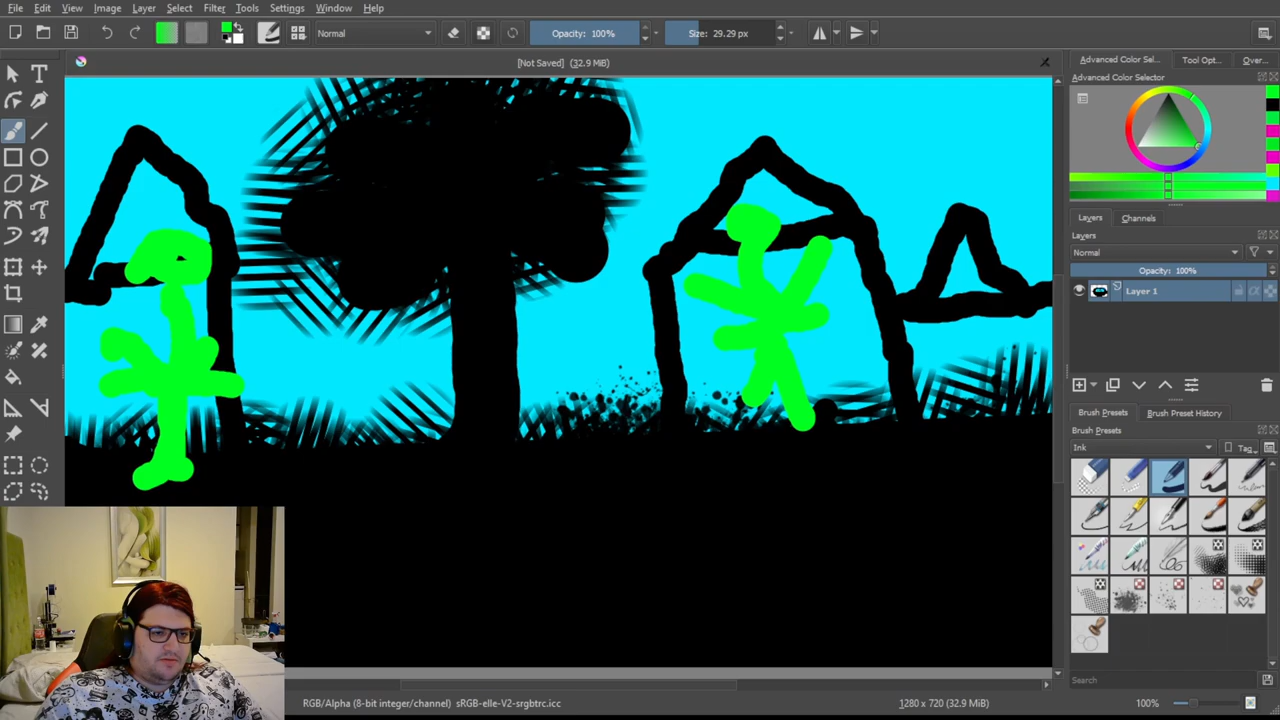 File Edit View Image Layer Select Filter Tools Settings Window Help
Normal
Opacity: 100%
Size: 29.29 px
[Not Saved] (32.9 MiB)
Advanced Color Sel...
Tool Opt...
Over...
Advanced Color Selector
Layers
Channels
Layers
Normal
Opacity: 100%
Layer 1
Brush Presets
Brush Preset History
Brush Presets
Ink
Tag
Search
RGB/Alpha (8-bit integer/channel) sRGB-elle-V2-srgbtrc.icc
1280 x 720 (32.9 MiB)
100%